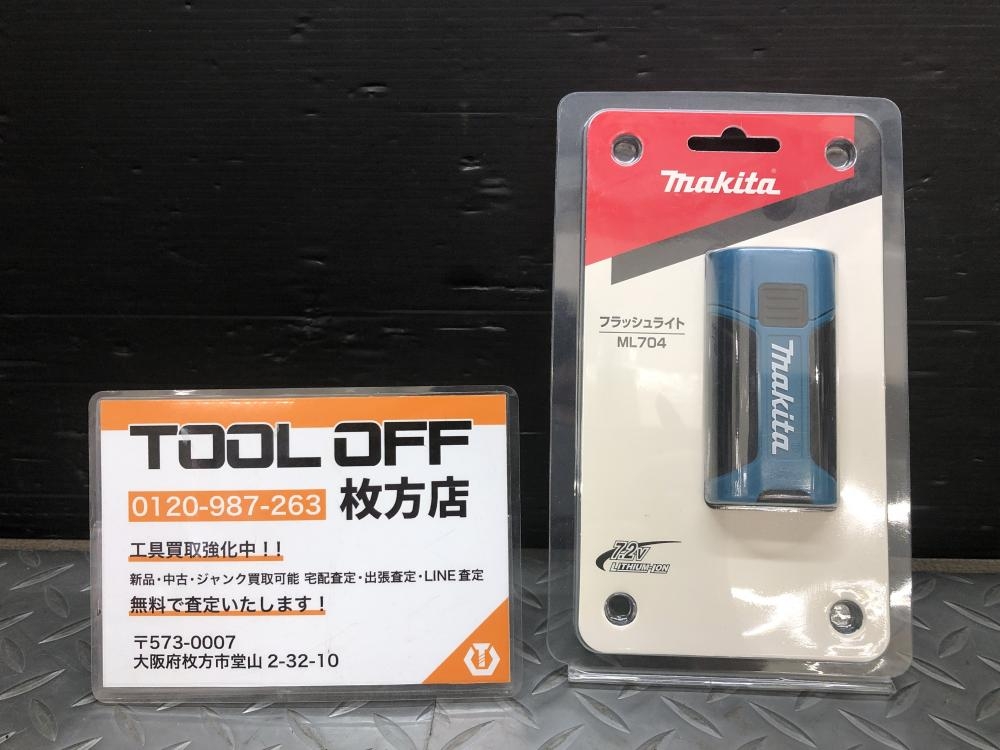 TOOL OFF
0120-987-263 枚方店
工具買取強化中！！
新品・中古・ジャンク買取可能 宅配査定・出張査定・LINE査定
無料で査定いたします！
〒573-0007
大阪府枚方市堂山 2-32-10
makita
フラッシュライト
ML704
makita
7.2V
LITHIUM-ION